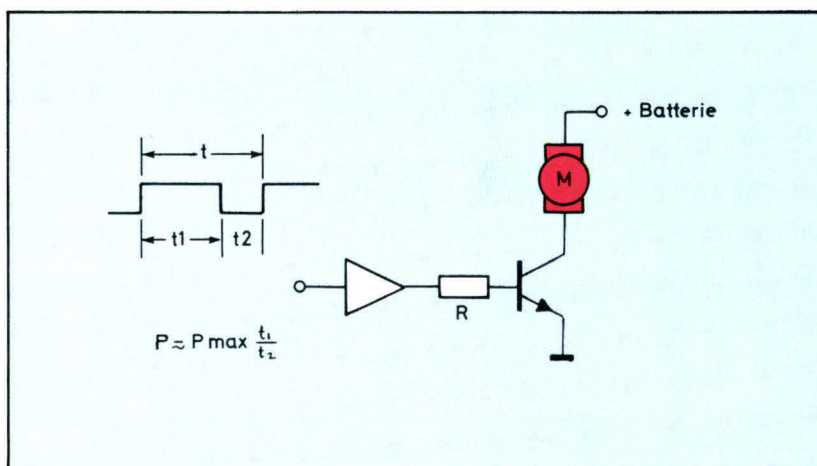 t
+ Batterie
M
t1 t2
R
P ≈ P max t₁/t₂